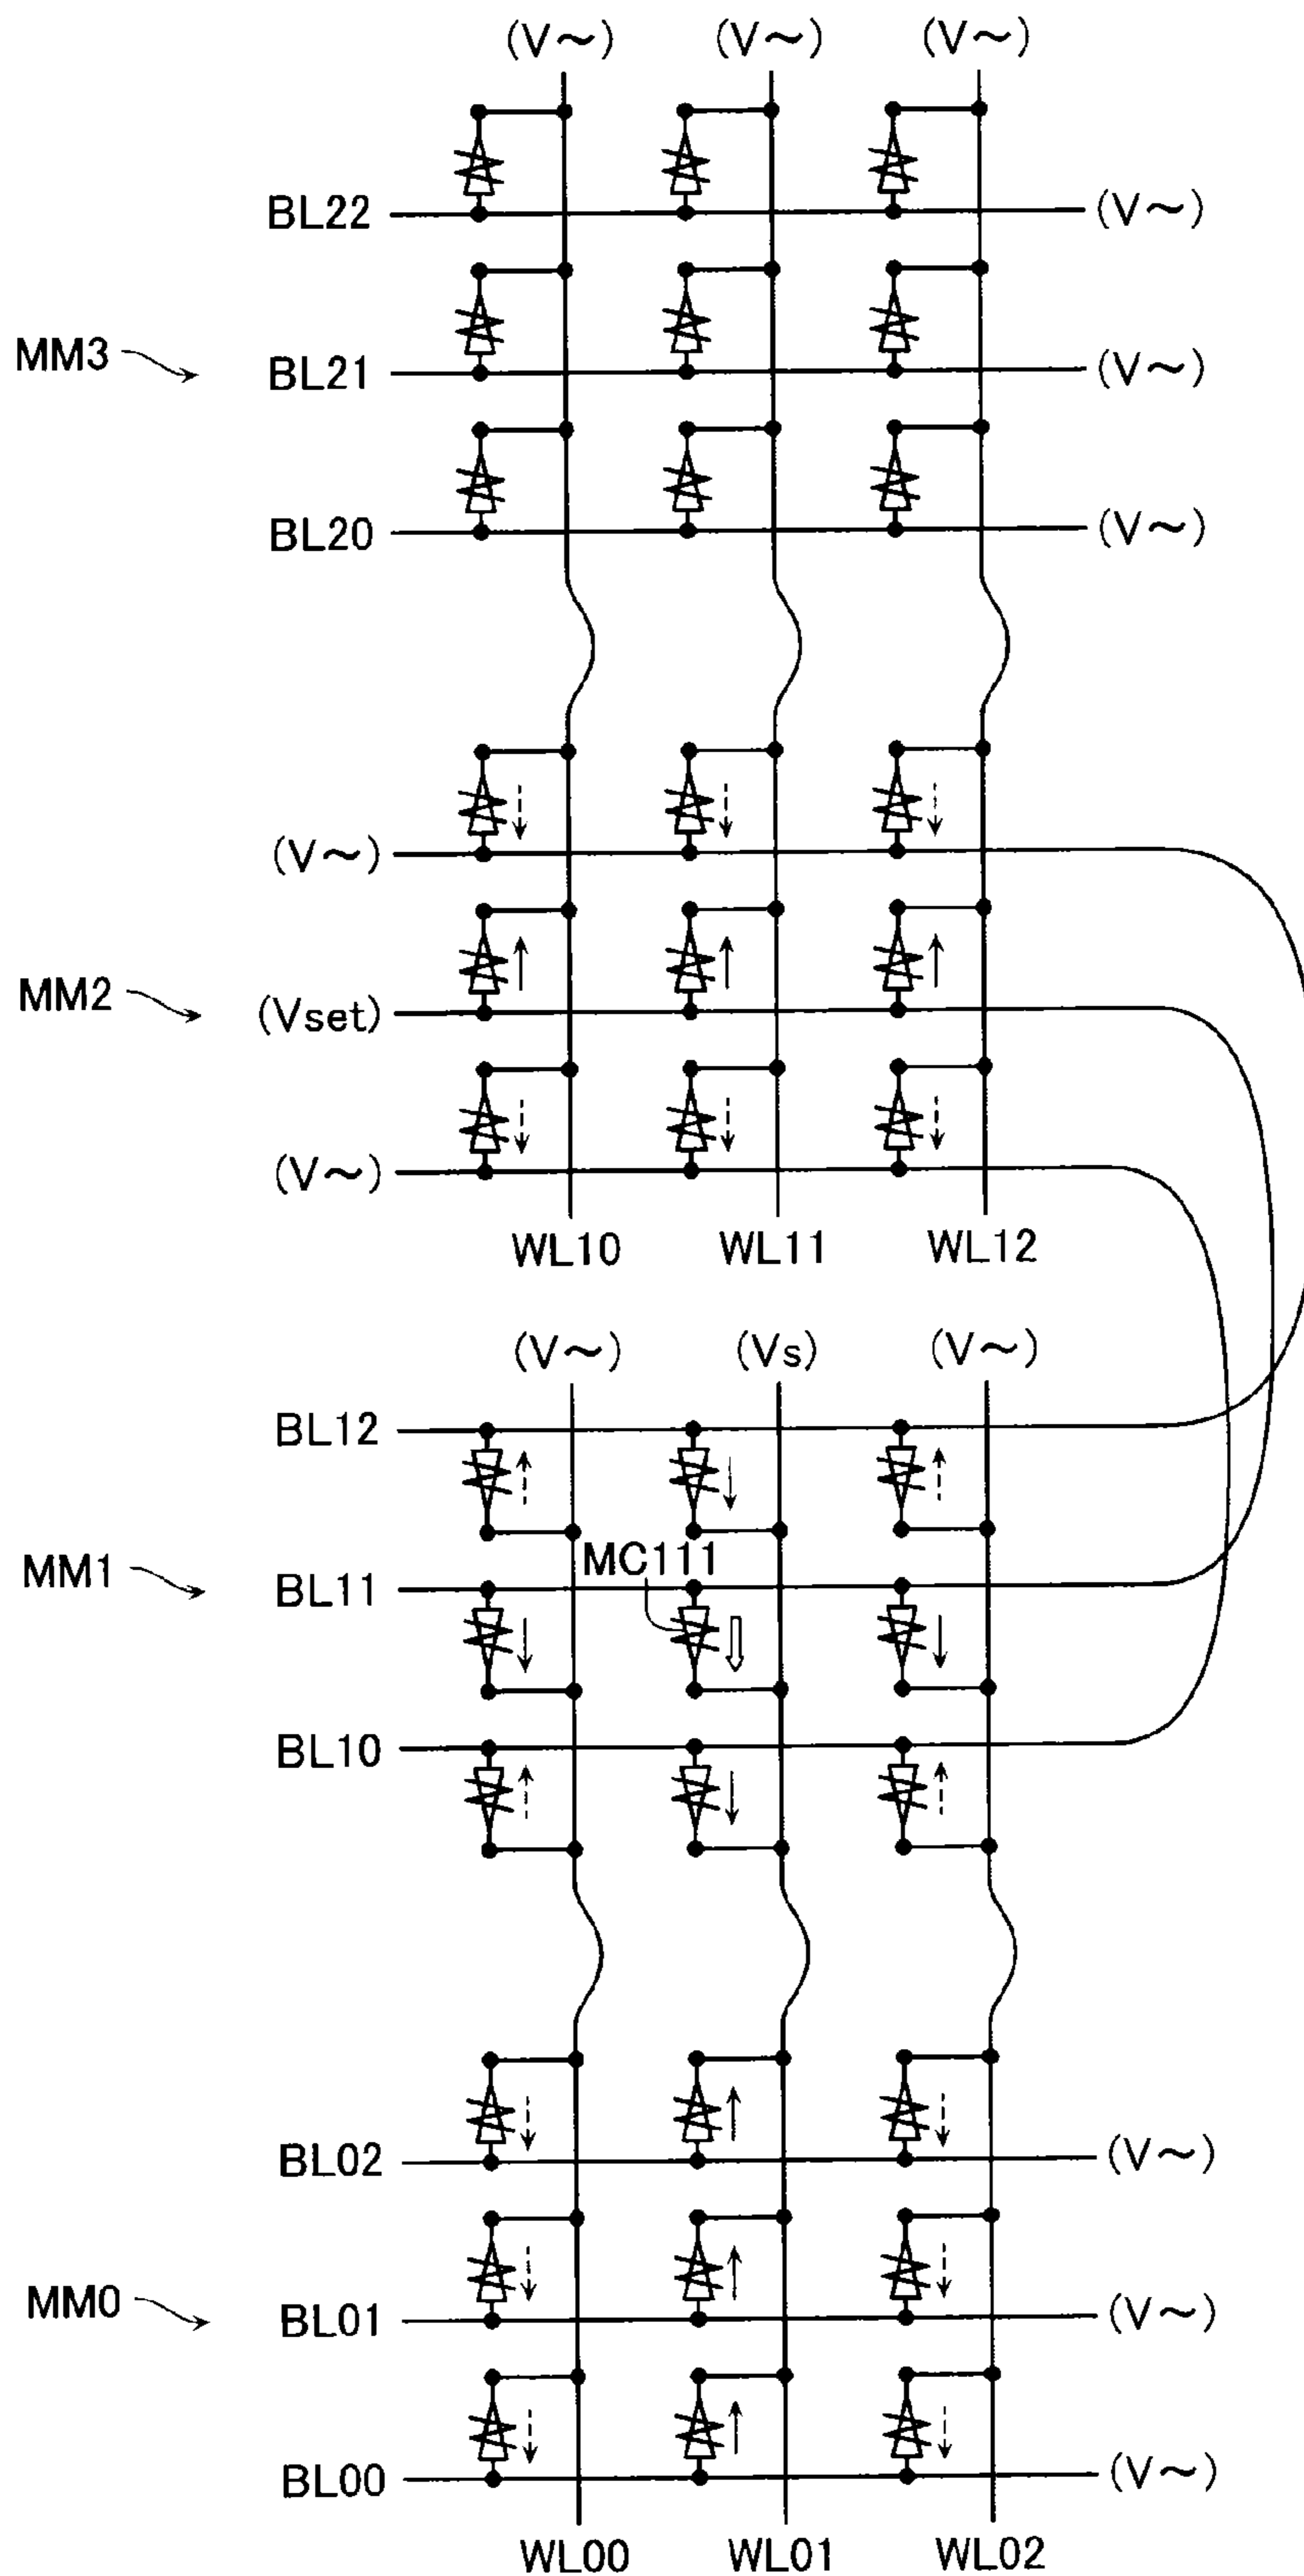 (V~) (V~) (V~)
BL22 (V~)
MM3 BL21 (V~)
BL20 (V~)
(V~)
MM2 (Vset)
(V~)
WL10 WL11 WL12
(V~) (Vs) (V~)
BL12
MC111
MM1 BL11
BL10
BL02 (V~)
MM0 BL01 (V~)
BL00 (V~)
WL00 WL01 WL02